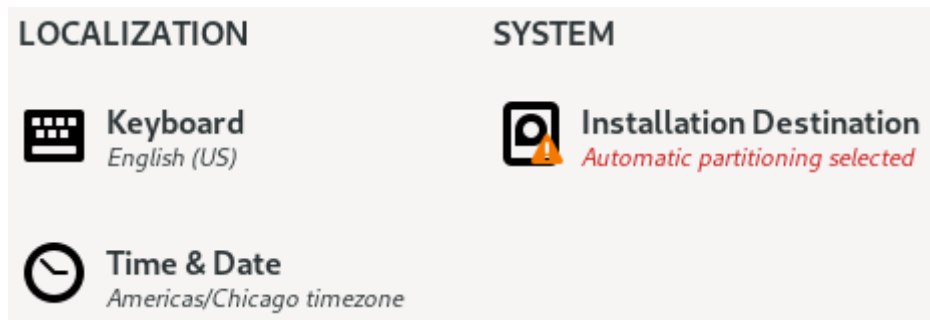 LOCALIZATION
SYSTEM
Keyboard
English (US)
Installation Destination
Automatic partitioning selected
Time & Date
Americas/Chicago timezone